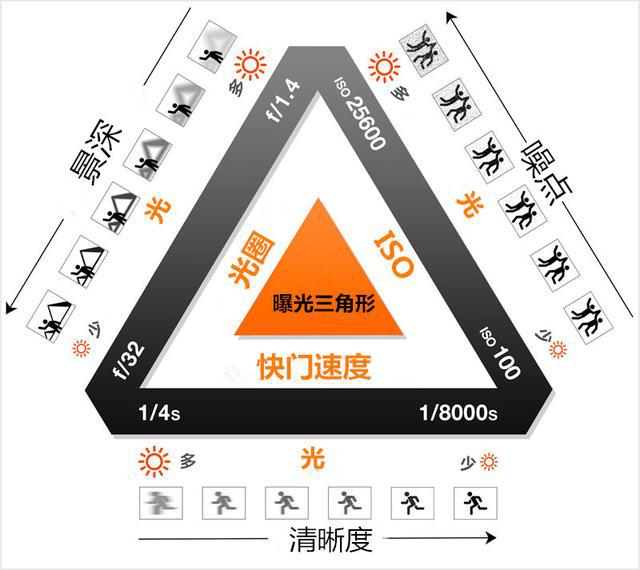 多
f/1.4
ISO 25600
多
景深
噪点
光
光
光圈
ISO
曝光三角形
少
f/32
快门速度
ISO 100
少
1/4s
1/8000s
多
光
少
清晰度